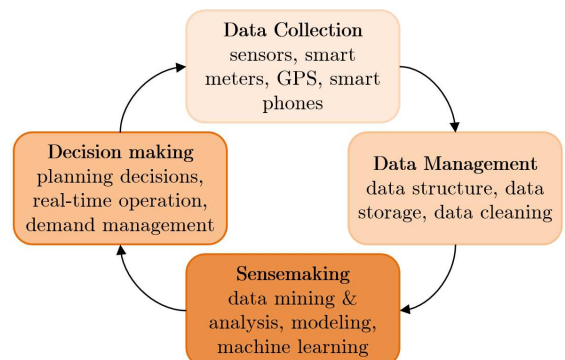 Data Collection
sensors, smart
meters, GPS, smart
phones
Decision making
planning decisions,
real-time operation,
demand management
Data Management
data structure, data
storage, data cleaning
Sensemaking
data mining &
analysis, modeling,
machine learning